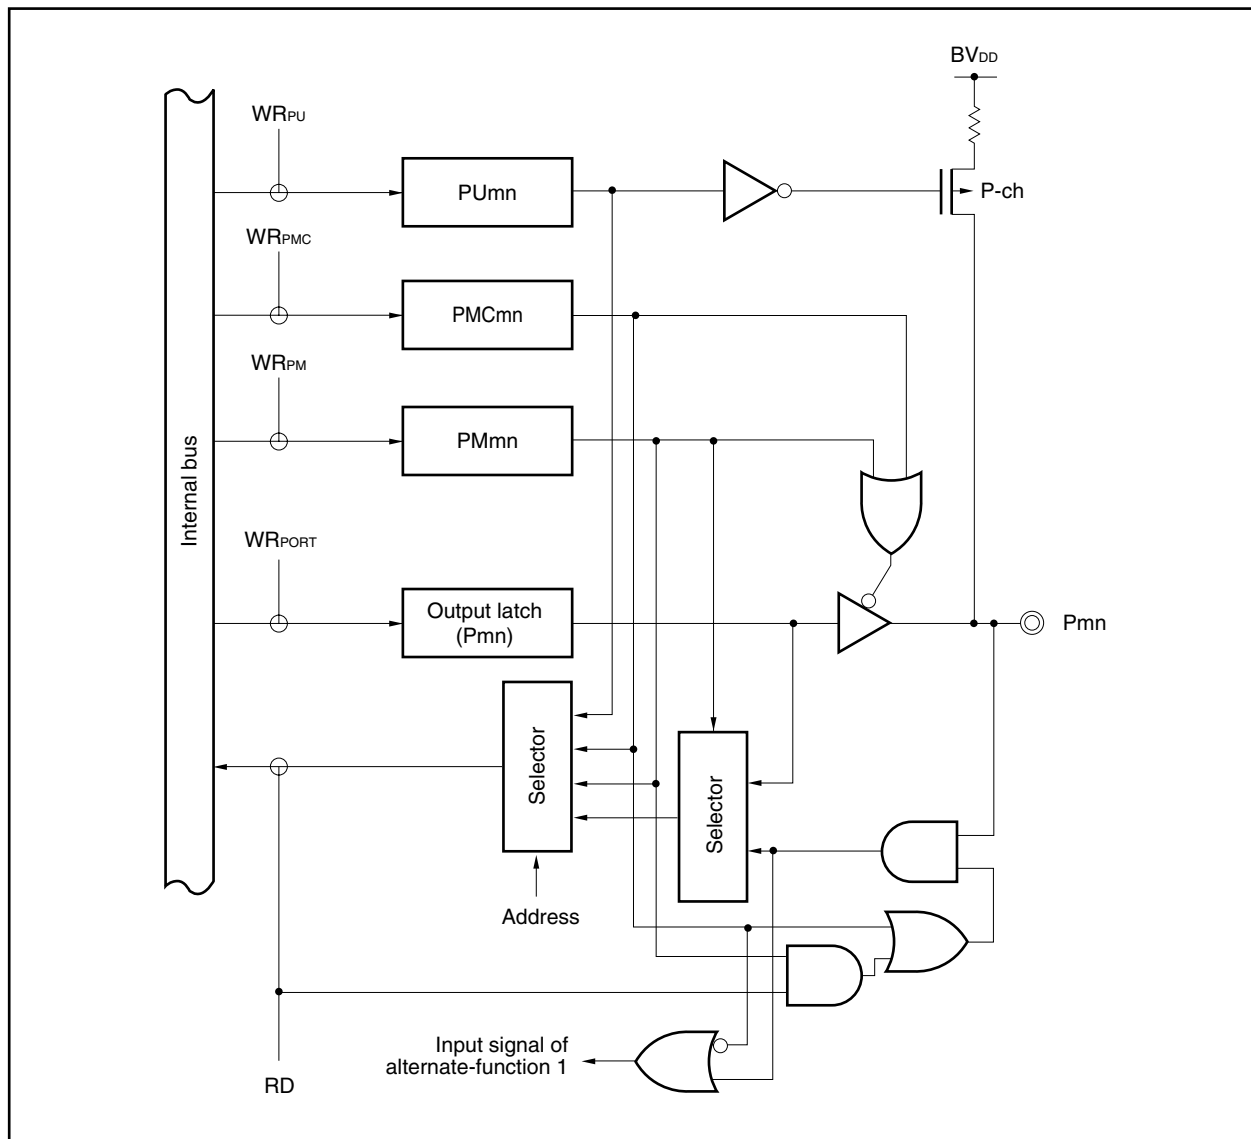 BVDD
WRPU
PUmn
P-ch
WRPMC
PMCmn
WRPM
PMmn
Internal bus
WRPORT
Output latch
(Pmn)
Pmn
Selector
Selector
Address
Input signal of
alternate-function 1
RD